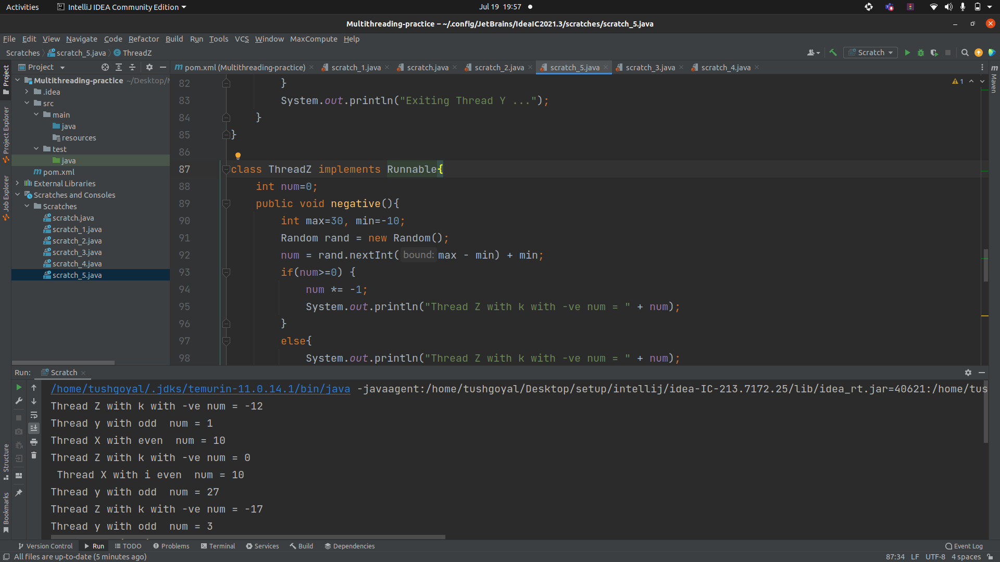 Activities IntelliJ IDEA Community Edition Jul 19 19:57
Multithreading-practice – ~/.config/JetBrains/IdeaIC2021.3/scratches/scratch_5.java
File Edit View Navigate Code Refactor Build Run Tools VCS Window MaxCompute Help
Scratches scratch_5.java ThreadZ Scratch
Project
pom.xml (Multithreading-practice) scratch_1.java scratch.java scratch_2.java scratch_5.java scratch_3.java scratch_4.java
Project
Project Explorer
Job Explorer
Structure
Bookmarks
Maven
Multithreading-practice ~/Desktop/
.idea
src
main
java
resources
test
java
pom.xml
External Libraries
Scratches and Consoles
Scratches
scratch.java
scratch_1.java
scratch_2.java
scratch_3.java
scratch_4.java
scratch_5.java
1
82 }
83 System.out.println("Exiting Thread Y ...");
84 }
85 }
86
87 class ThreadZ implements Runnable{
88 int num=0;
89 public void negative(){
90 int max=30, min=-10;
91 Random rand = new Random();
92 num = rand.nextInt( bound: max - min) + min;
93 if(num>=0) {
94 num *= -1;
95 System.out.println("Thread Z with k with -ve num = " + num);
96 }
97 else{
98 System.out.println("Thread Z with k with -ve num = " + num);
Run: Scratch
/home/tushgoyal/.jdks/temurin-11.0.14.1/bin/java -javaagent:/home/tushgoyal/Desktop/setup/intellij/idea-IC-213.7172.25/lib/idea_rt.jar=40621:/home/tus
Thread Z with k with -ve num = -12
Thread y with odd  num = 1
Thread X with even  num = 10
Thread Z with k with -ve num = 0
 Thread X with i even  num = 10
Thread y with odd  num = 27
Thread Z with k with -ve num = -17
Thread y with odd  num = 3
Version Control Run TODO Problems Terminal Services Build Dependencies Event Log
All files are up-to-date (5 minutes ago) 87:34 LF UTF-8 4 spaces